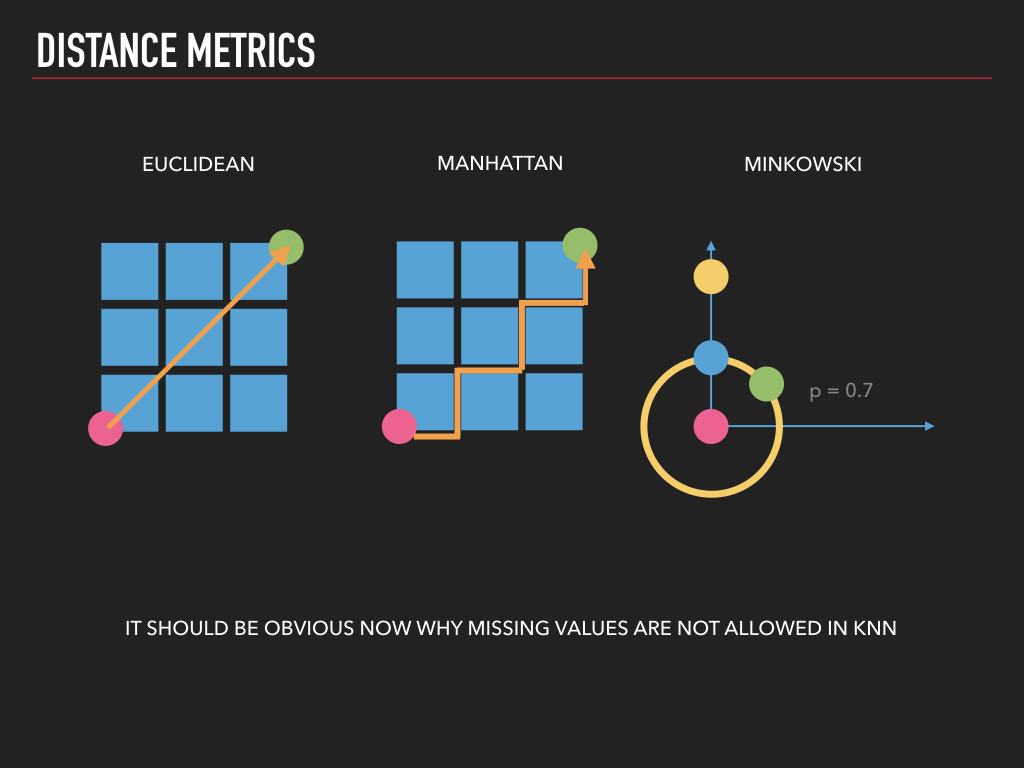 DISTANCE METRICS
EUCLIDEAN
MANHATTAN
MINKOWSKI
p = 0.7
IT SHOULD BE OBVIOUS NOW WHY MISSING VALUES ARE NOT ALLOWED IN KNN